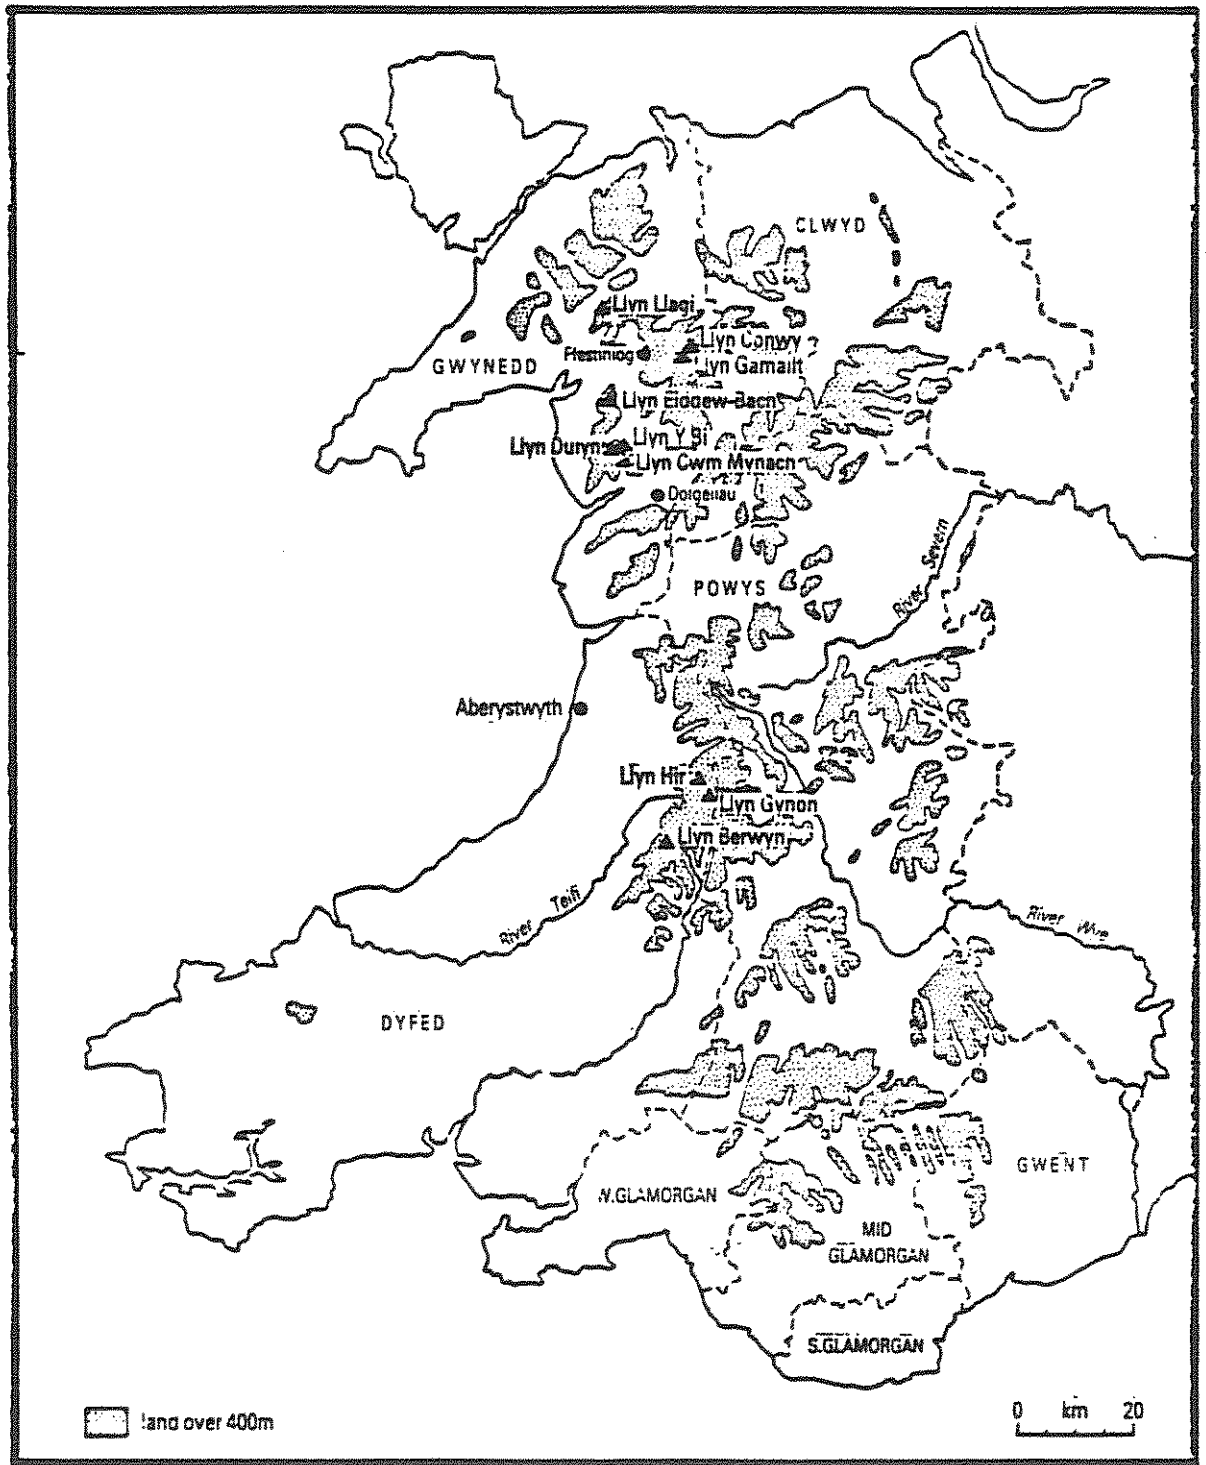 CLWYD
Llyn Llagi
Llyn Conwy
Ffestiniog
Llyn Gamallt
GWYNEDD
Llyn Eiddew-Bach
Llyn Y Bi
Llyn Dulyn
Llyn Cwm Mynach
Dolgellau
River Severn
POWYS
Aberystwyth
Llyn Hir
Llyn Gynon
Llyn Berwyn
River Teifi
River Wye
DYFED
GWENT
W.GLAMORGAN
MID
GLAMORGAN
S.GLAMORGAN
land over 400m
0 km 20